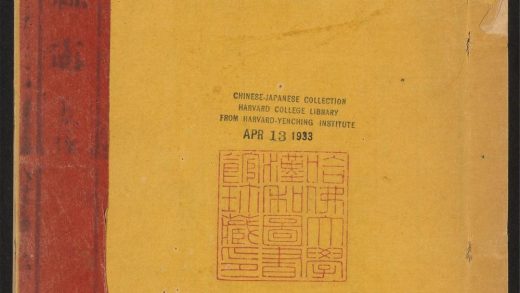 CHINESE-JAPANESE COLLECTION
HARVARD COLLEGE LIBRARY
FROM HARVARD-YENCHING INSTITUTE
APR 13 1933
哈佛大學
漢和圖書
館珍藏印